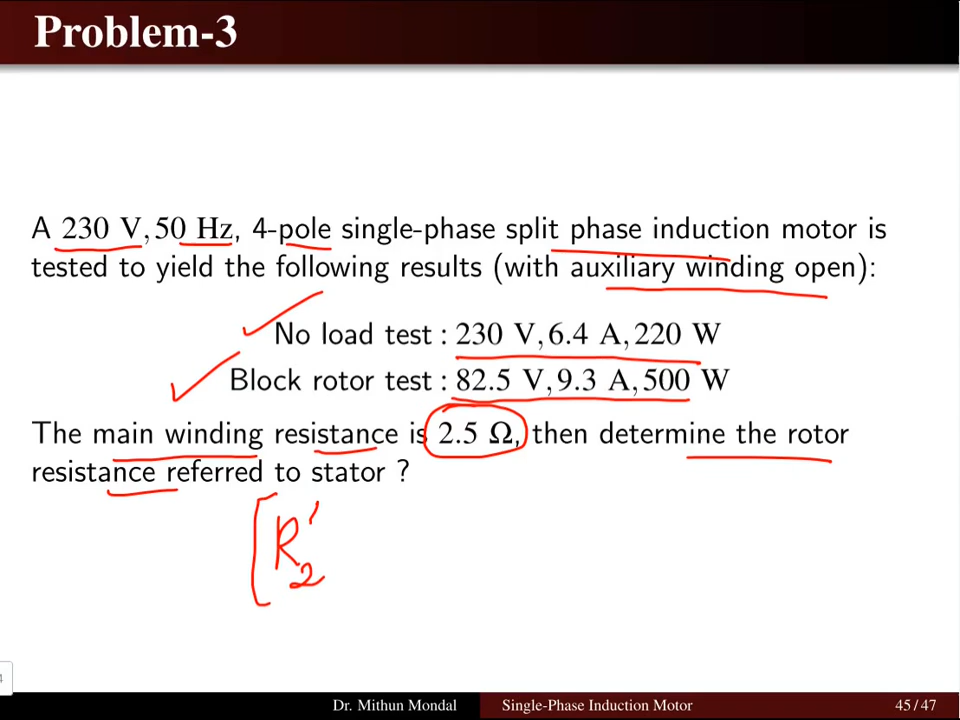 Problem-3
A 230 V, 50 Hz, 4-pole single-phase split phase induction motor is
tested to yield the following results (with auxiliary winding open):
No load test : 230 V, 6.4 A, 220 W
Block rotor test : 82.5 V, 9.3 A, 500 W
The main winding resistance is 2.5 Ω, then determine the rotor
resistance referred to stator ?
[R₂′
4
Dr. Mithun Mondal Single-Phase Induction Motor 45 / 47